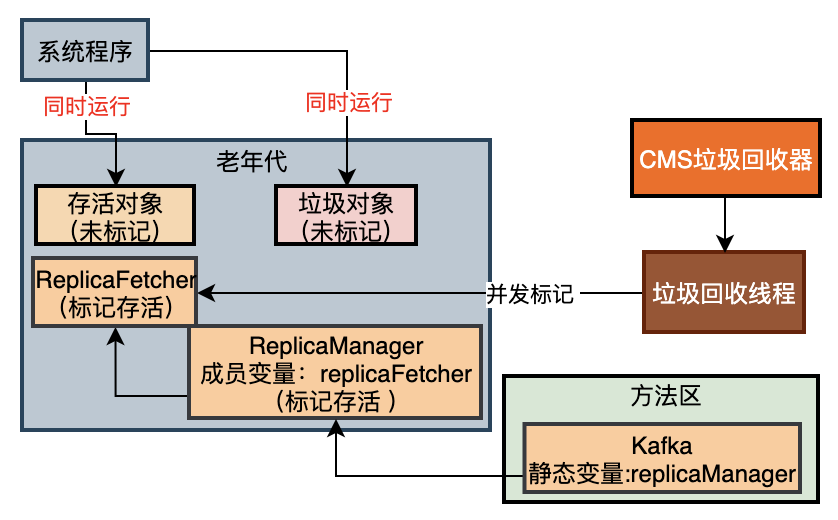 系统程序
同时运行
同时运行
老年代
CMS垃圾回收器
存活对象
（未标记）
垃圾对象
（未标记）
ReplicaFetcher
（标记存活）
并发标记
垃圾回收线程
ReplicaManager
成员变量：replicaFetcher
（标记存活 ）
方法区
Kafka
静态变量:replicaManager